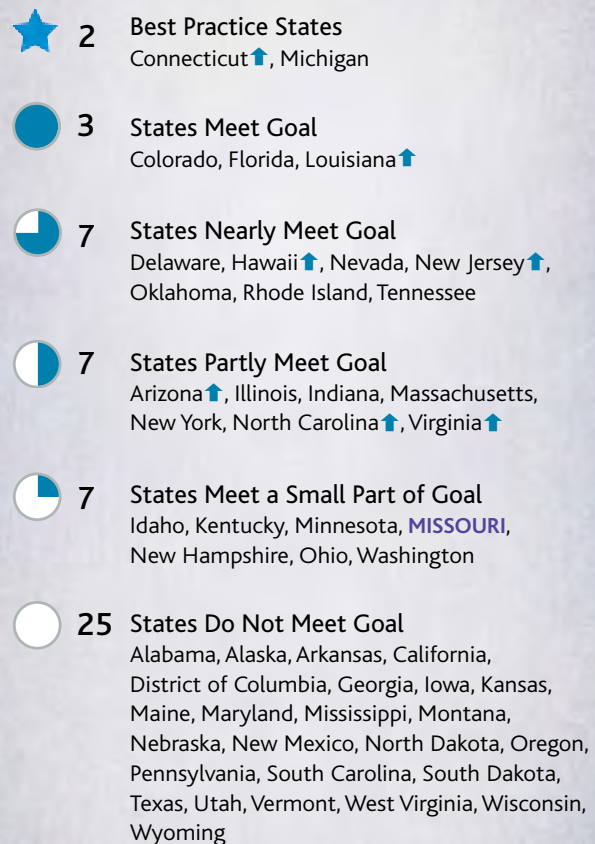 2 Best Practice States
Connecticut⬆, Michigan
3 States Meet Goal
Colorado, Florida, Louisiana⬆
7 States Nearly Meet Goal
Delaware, Hawaii⬆, Nevada, New Jersey⬆,
Oklahoma, Rhode Island, Tennessee
7 States Partly Meet Goal
Arizona⬆, Illinois, Indiana, Massachusetts,
New York, North Carolina⬆, Virginia⬆
7 States Meet a Small Part of Goal
Idaho, Kentucky, Minnesota, MISSOURI,
New Hampshire, Ohio, Washington
25 States Do Not Meet Goal
Alabama, Alaska, Arkansas, California,
District of Columbia, Georgia, Iowa, Kansas,
Maine, Maryland, Mississippi, Montana,
Nebraska, New Mexico, North Dakota, Oregon,
Pennsylvania, South Carolina, South Dakota,
Texas, Utah, Vermont, West Virginia, Wisconsin,
Wyoming